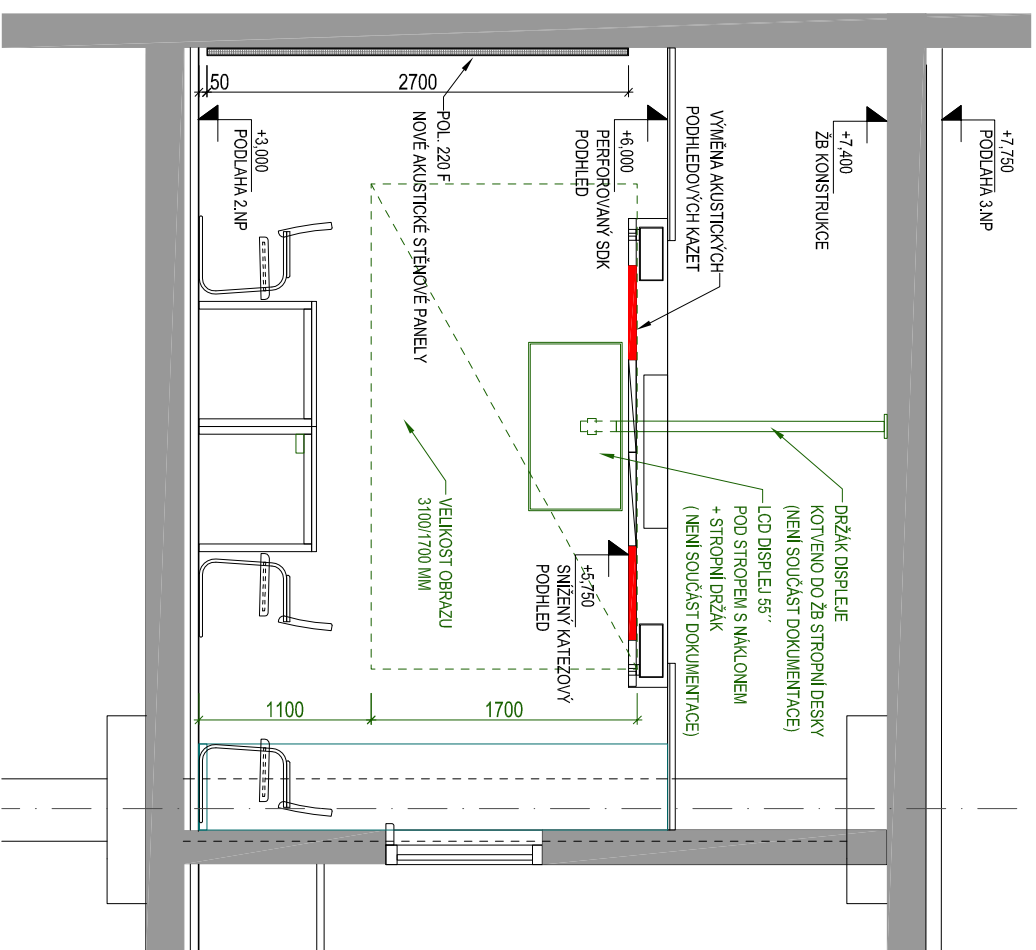 +7,750
PODLAHA 3.NP
+7,400
ŽB KONSTRUKCE
VÝMĚNA AKUSTICKÝCH
PODHLEDOVÝCH KAZET
+6,000
PERFOROVANÝ SDK
PODHLED
POL. 220 F
NOVÉ AKUSTICKÉ STĚNOVÉ PANELY
+3,000
PODLAHA 2.NP
50
2700
DRŽÁK DISPLEJE
KOTVENO DO ŽB STROPNÍ DESKY
(NENÍ SOUČÁST DOKUMENTACE)
LCD DISPLEJ 55´´
POD STROPEM S NÁKLONEM
+ STROPNÍ DRŽÁK
( NENÍ SOUČÁST DOKUMENTACE)
+5,750
SNÍŽENÝ KATEZOVÝ
PODHLED
VELIKOST OBRAZU
3100/1700 MM
1100
1700